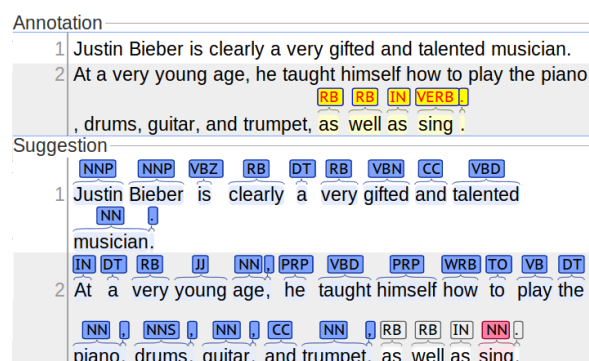 Annotation
1 Justin Bieber is clearly a very gifted and talented musician.
2 At a very young age, he taught himself how to play the piano
RB RB IN VERB .
, drums, guitar, and trumpet, as well as sing .
Suggestion
NNP NNP VBZ RB DT RB VBN CC VBD
1 Justin Bieber is clearly a very gifted and talented
NN .
musician.
IN DT RB JJ NN , PRP VBD PRP WRB TO VB DT
2 At a very young age, he taught himself how to play the
NN , NNS , NN , CC NN , RB RB IN NN .
piano, drums, guitar, and trumpet, as well as sing.